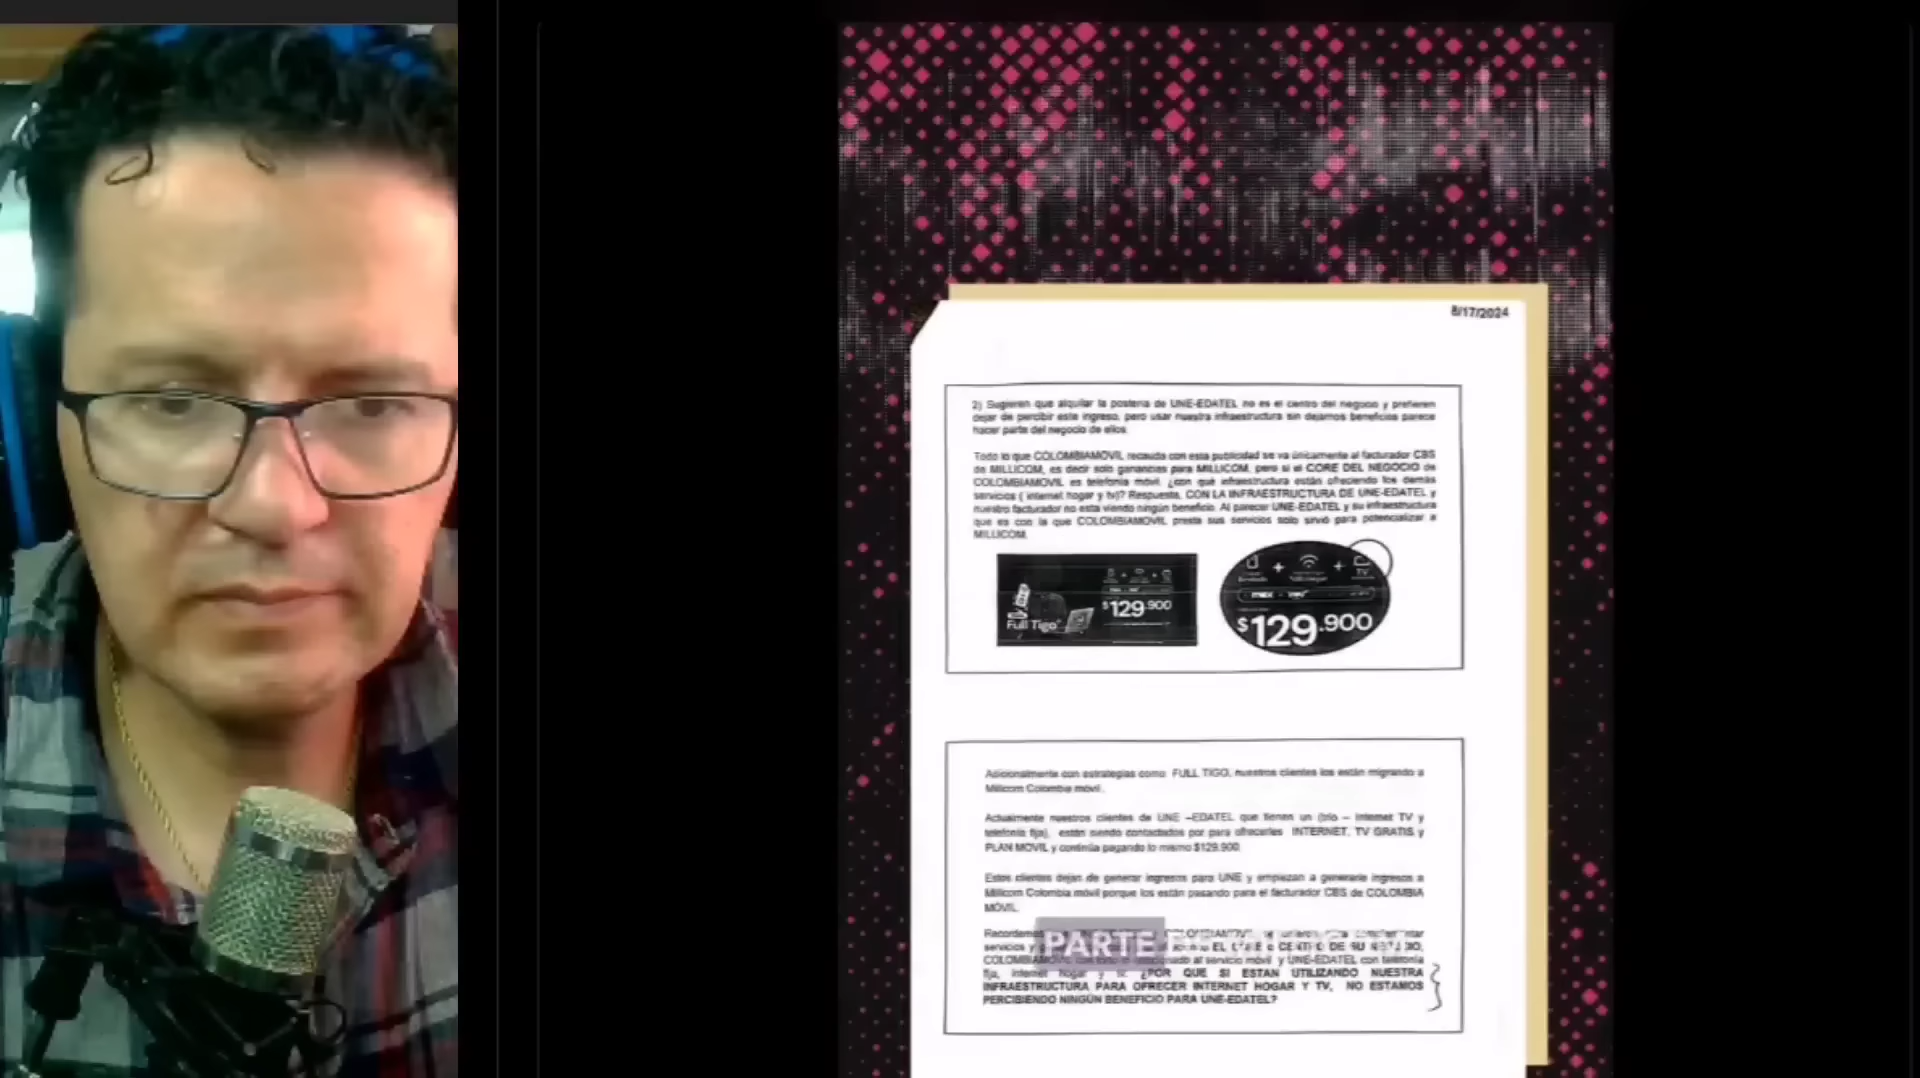 8/17/2024
2) Sugieren que alquilar la posteria de UNE-EDATEL no es el centro del negocio y prefieren
dejar de percibir este ingreso, pero usar nuestra infraestructura sin dejarnos beneficios parece
hacer parte del negocio de ellos.
Todo lo que COLOMBIAMOVIL recauda con esta publicidad se va únicamente al facturador CBS
de MILLICOM, es decir solo ganancias para MILLICOM, pero si el CORE DEL NEGOCIO de
COLOMBIAMOVIL es telefonía móvil. ¿con qué infraestructura están ofreciendo los demás
servicios ( internet hogar y tv)? Respuesta, CON LA INFRAESTRUCTURA DE UNE-EDATEL y
nuestro facturador no esta viendo ningún beneficio. Al parecer UNE-EDATEL y su infraestructura
que es con la que COLOMBIAMOVIL presta sus servicios solo sirvió para potencializar a
MILLICOM.
Full Tigo
$129.900
TV
max
$129.900
Adicionalmente con estrategias como FULL TIGO, nuestros clientes los están migrando a
Millicom Colombia móvil.
Actualmente nuestros clientes de UNE –EDATEL que tienen un (trío – Internet TV y
telefonía fija), están siendo contactados por para ofrecerles INTERNET, TV GRATIS y
PLAN MOVIL y continúa pagando lo mismo $129.900
Estos clientes dejan de generar ingresos para UNE y empiezan a generarle ingresos a
Millicom Colombia móvil porque los están pasando para el facturador CBS de COLOMBIA
MÓVIL.
Recordemos
servicios y
PARTE
fija, internet hogar y tv. ¿POR QUE SI ESTAN UTILIZANDO NUESTRA
INFRAESTRUCTURA PARA OFRECER INTERNET HOGAR Y TV, NO ESTAMOS
PERCIBIENDO NINGÚN BENEFICIO PARA UNE-EDATEL?